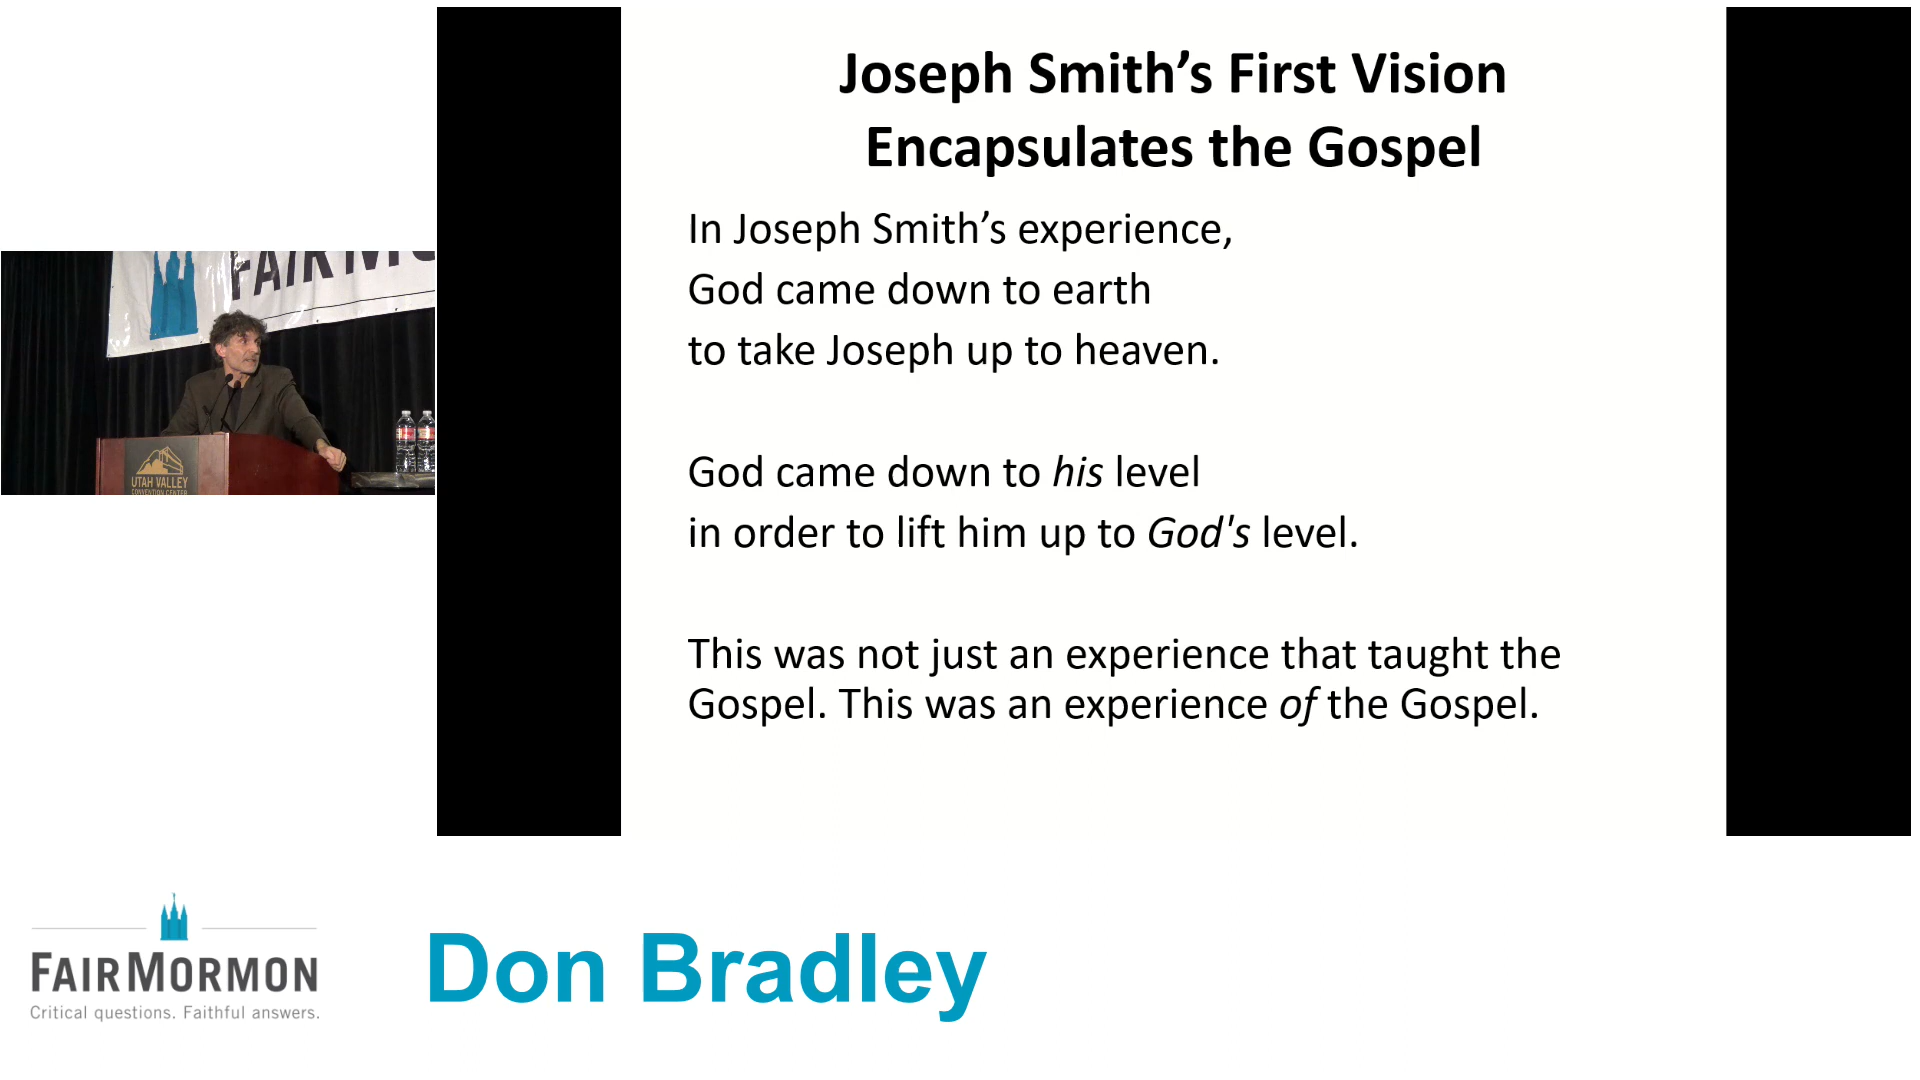 Joseph Smith’s First Vision
Encapsulates the Gospel
In Joseph Smith’s experience,
God came down to earth
to take Joseph up to heaven.
God came down to his level
in order to lift him up to God's level.
This was not just an experience that taught the
Gospel. This was an experience of the Gospel.
UTAH VALLEY
CONVENTION CENTER
FAIRMORMON
Critical questions. Faithful answers.
Don Bradley